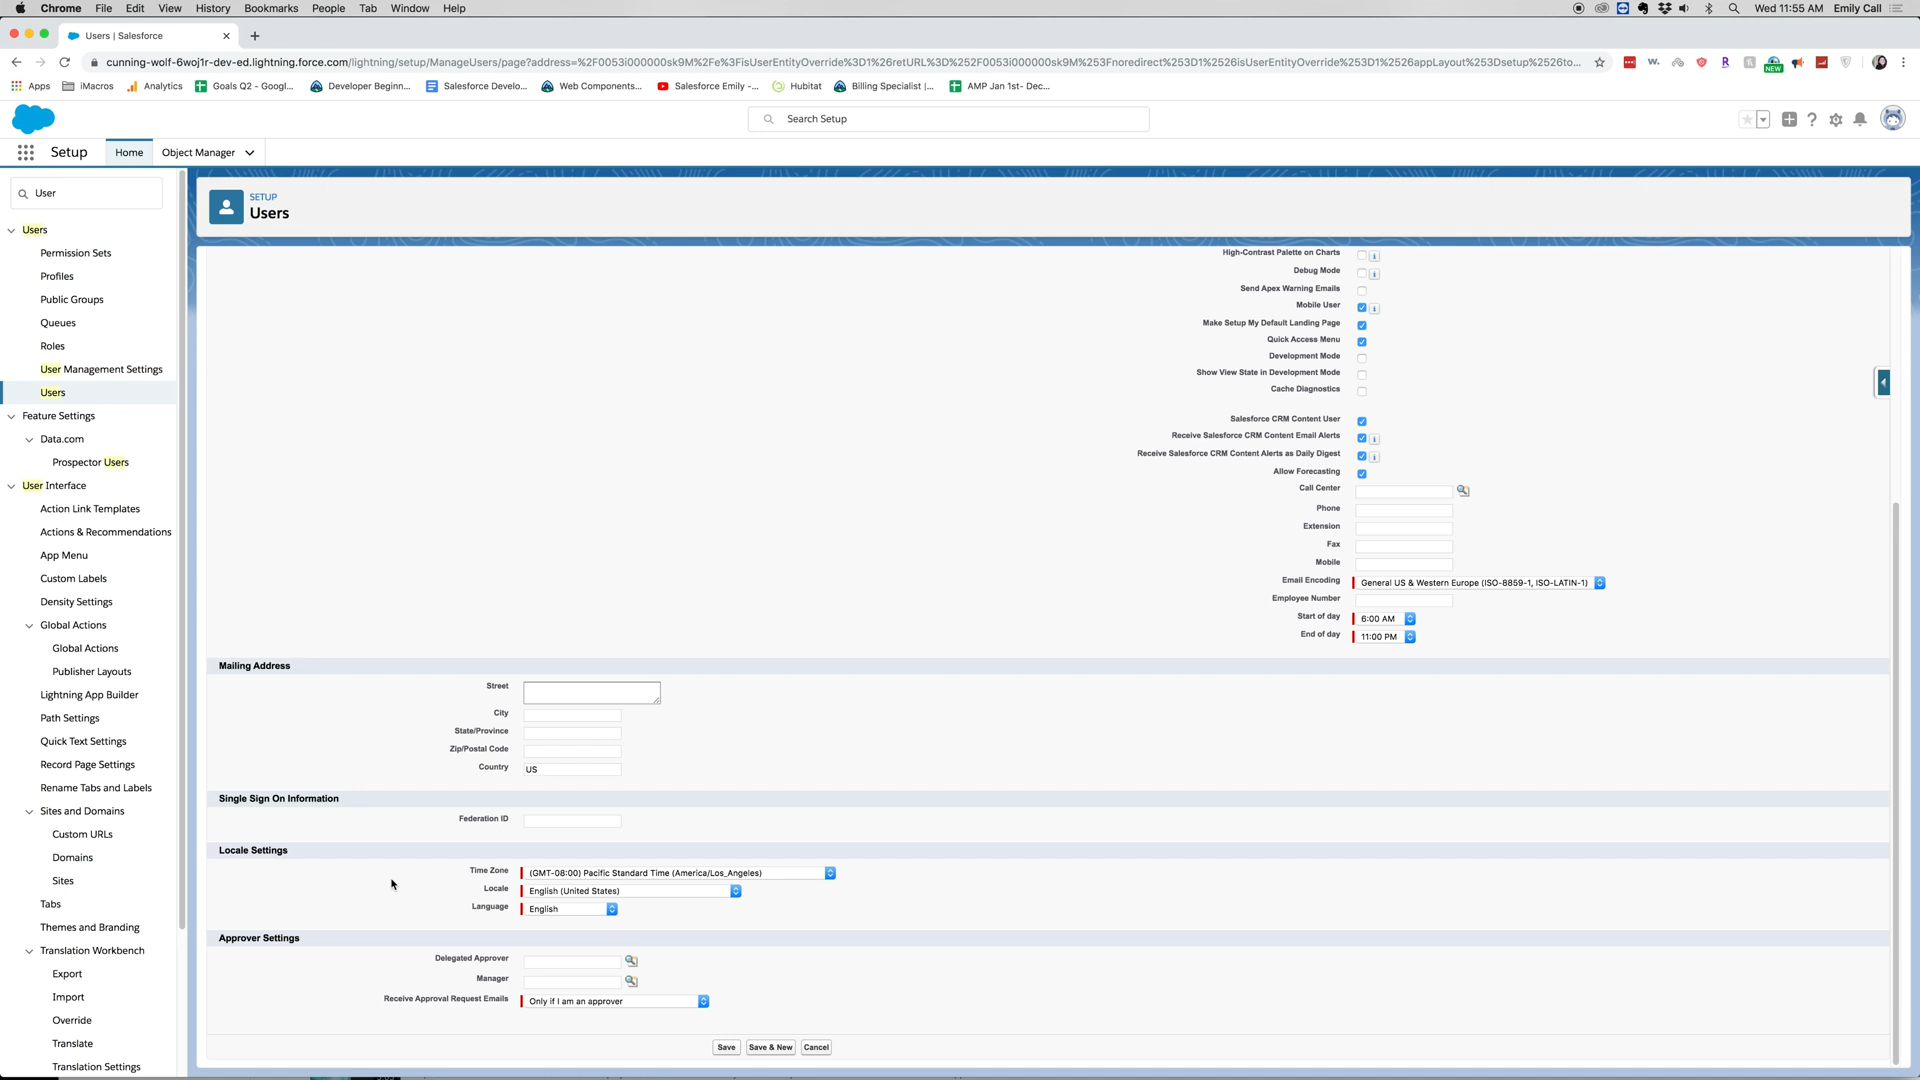 Chrome File Edit View History Bookmarks People Tab Window Help
Wed 11:55 AM Emily Call
Users | Salesforce
cunning-wolf-6woj1r-dev-ed.lightning.force.com/lightning/setup/ManageUsers/page?address=%2F0053i000000sk9M%2Fe%3FisUserEntityOverride%3D1%26retURL%3D%252F0053i000000sk9M%253Fnoredirect%253D1%2526isUserEntityOverride%253D1%2526appLayout%253Dsetup%2526to...
Apps iMacros Analytics Goals Q2 - Googl... Developer Beginn... Salesforce Develo... Web Components... Salesforce Emily -... Hubitat Billing Specialist |... AMP Jan 1st- Dec...
NEW
Search Setup
Setup Home Object Manager
User
SETUP
Users
Users
Permission Sets
Profiles
Public Groups
Queues
Roles
User Management Settings
Users
Feature Settings
Data.com
Prospector Users
User Interface
Action Link Templates
Actions & Recommendations
App Menu
Custom Labels
Density Settings
Global Actions
Global Actions
Publisher Layouts
Lightning App Builder
Path Settings
Quick Text Settings
Record Page Settings
Rename Tabs and Labels
Sites and Domains
Custom URLs
Domains
Sites
Tabs
Themes and Branding
Translation Workbench
Export
Import
Override
Translate
Translation Settings
High-Contrast Palette on Charts
Debug Mode
Send Apex Warning Emails
Mobile User
Make Setup My Default Landing Page
Quick Access Menu
Development Mode
Show View State in Development Mode
Cache Diagnostics
Salesforce CRM Content User
Receive Salesforce CRM Content Email Alerts
Receive Salesforce CRM Content Alerts as Daily Digest
Allow Forecasting
Call Center
Phone
Extension
Fax
Mobile
Email Encoding General US & Western Europe (ISO-8859-1, ISO-LATIN-1)
Employee Number
Start of day 6:00 AM
End of day 11:00 PM
Mailing Address
Street
City
State/Province
Zip/Postal Code
Country US
Single Sign On Information
Federation ID
Locale Settings
Time Zone (GMT-08:00) Pacific Standard Time (America/Los_Angeles)
Locale English (United States)
Language English
Approver Settings
Delegated Approver
Manager
Receive Approval Request Emails Only if I am an approver
Save Save & New Cancel